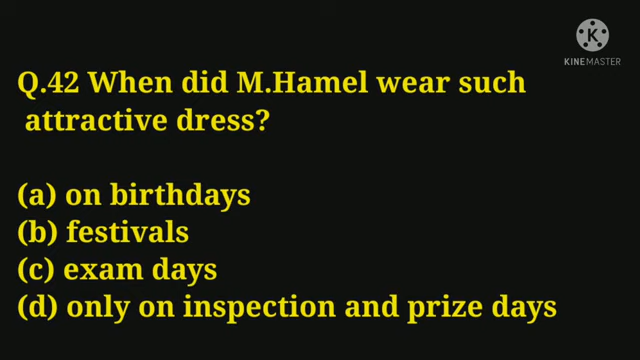 K
KINEMASTER
Q.42 When did M.Hamel wear such
attractive dress?
(a) on birthdays
(b) festivals
(c) exam days
(d) only on inspection and prize days